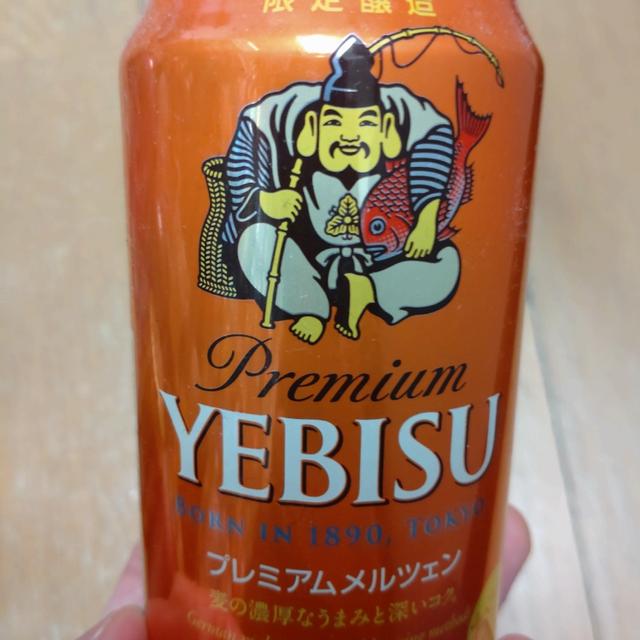 限定醸造
Premium
YEBISU
BORN IN 1890, TOKYO
プレミアムメルツェン
麦の濃厚なうまみと深いコク。
German